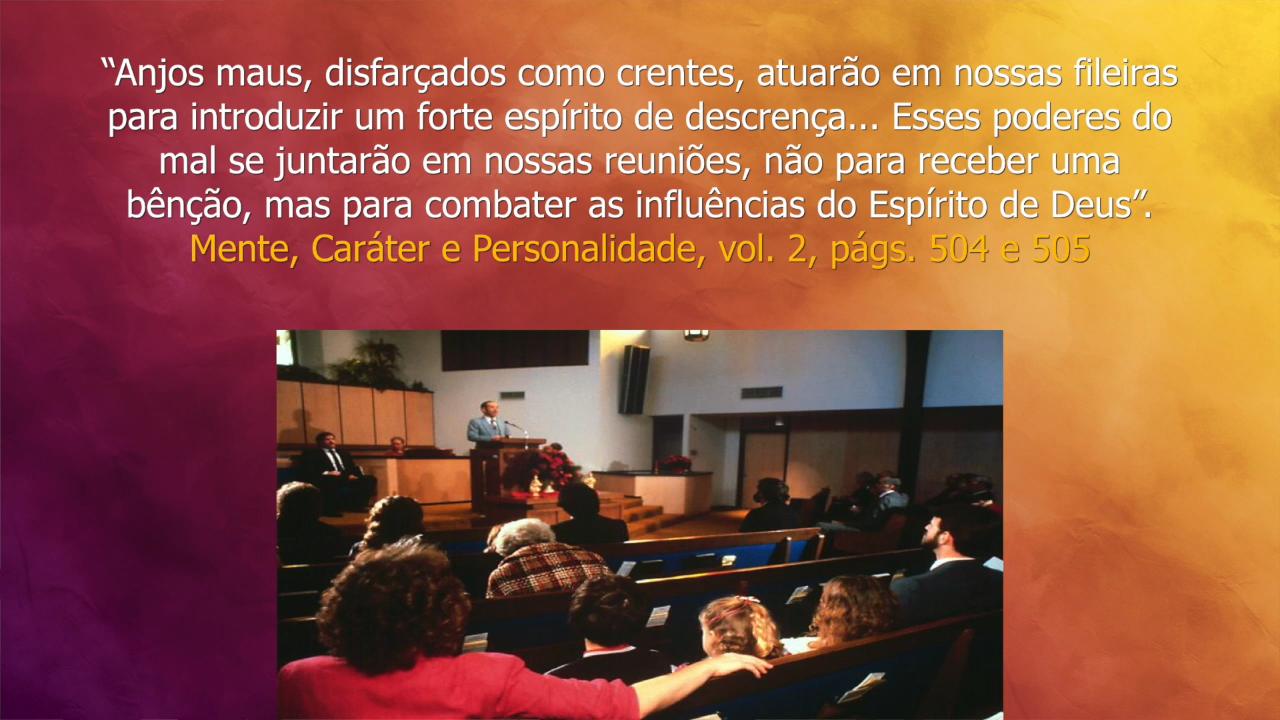 “Anjos maus, disfarçados como crentes, atuarão em nossas fileiras
para introduzir um forte espírito de descrença... Esses poderes do
mal se juntarão em nossas reuniões, não para receber uma
bênção, mas para combater as influências do Espírito de Deus”.
Mente, Caráter e Personalidade, vol. 2, págs. 504 e 505